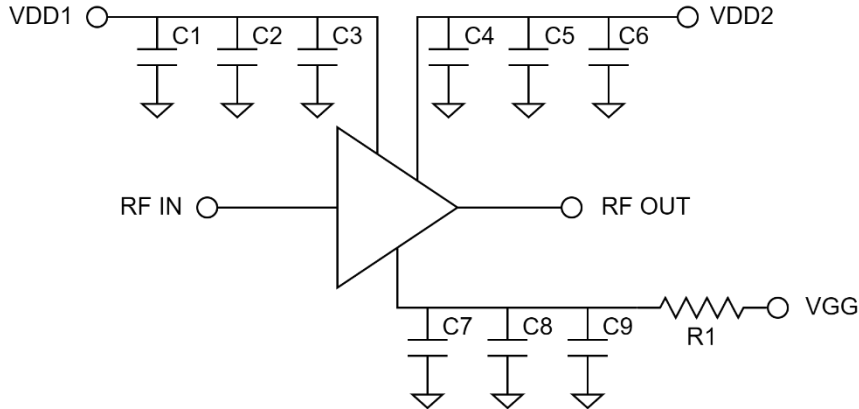 VDD1
C1
C2
C3
C4
C5
C6
VDD2
RF IN
RF OUT
C7
C8
C9
R1
VGG